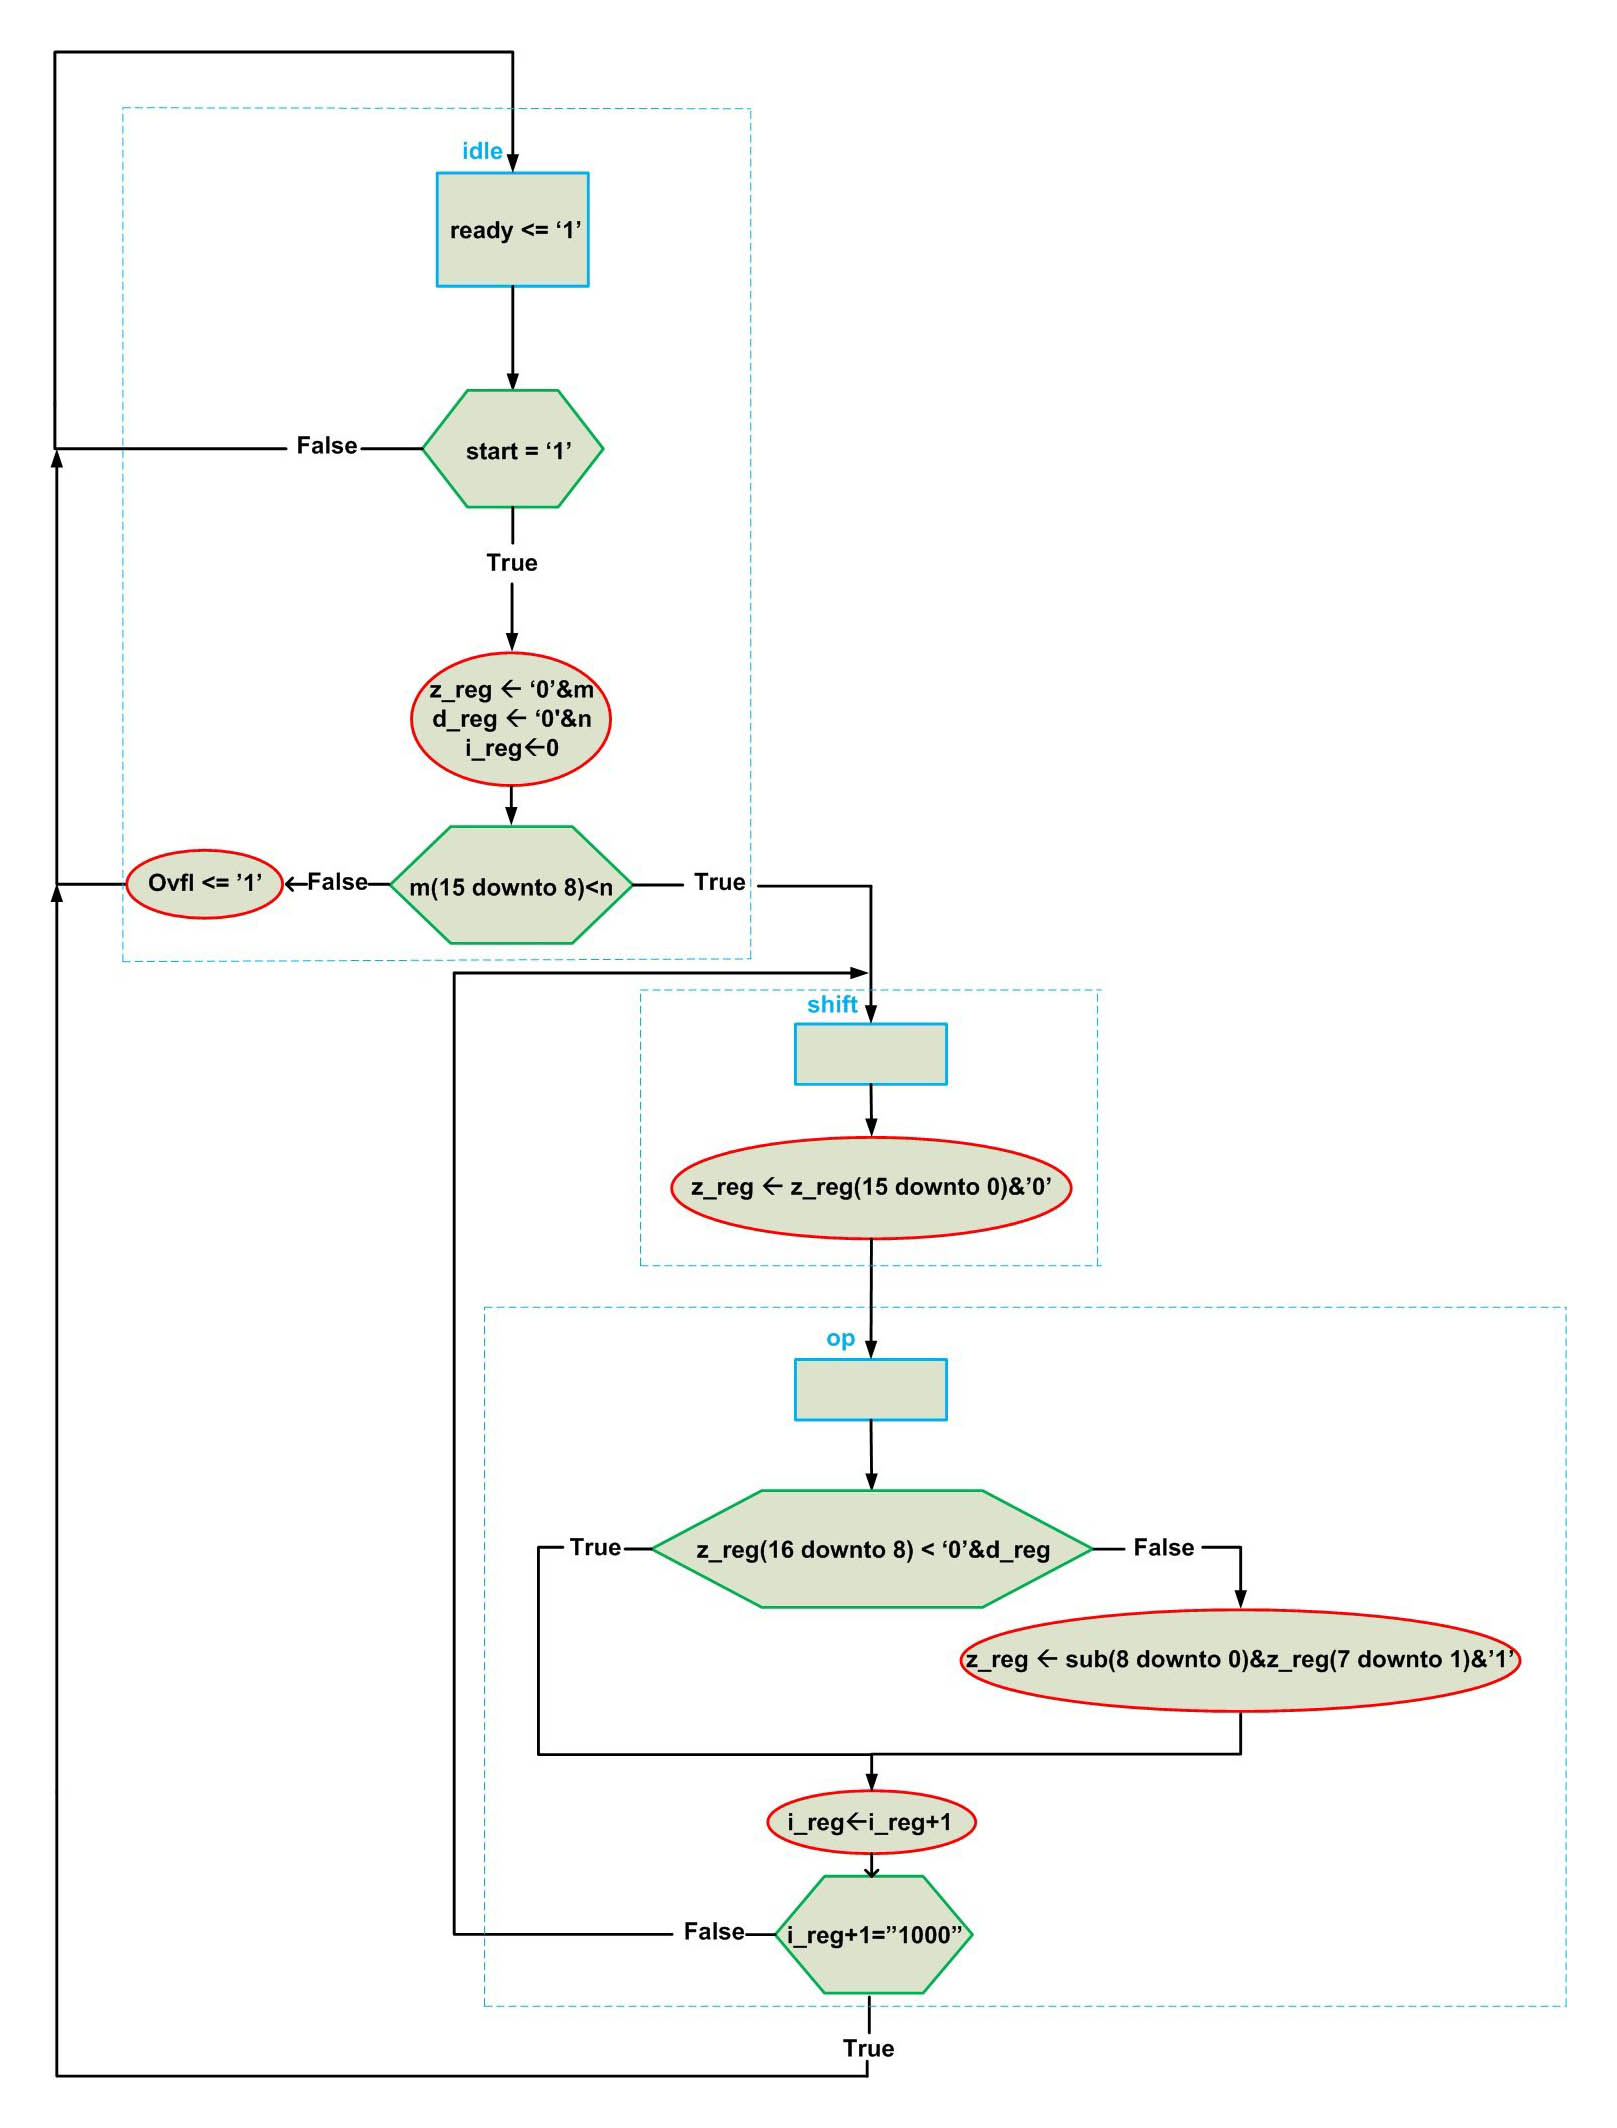 idle
ready <= ‘1’
start = ‘1’
False
True
z_reg ← ‘0’&m
d_reg ← ‘0'&n
i_reg←0
Ovfl <= ’1’
False
m(15 downto 8)<n
True
shift
z_reg ← z_reg(15 downto 0)&’0’
op
True
z_reg(16 downto 8) < ‘0’&d_reg
False
z_reg ← sub(8 downto 0)&z_reg(7 downto 1)&’1’
i_reg←i_reg+1
False
i_reg+1=”1000”
True